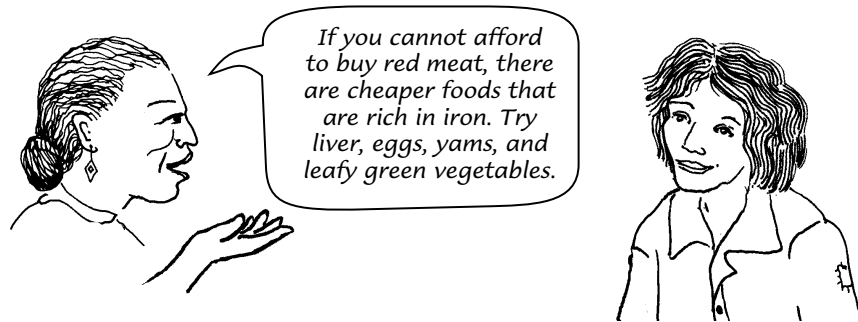 If you cannot afford
to buy red meat, there
are cheaper foods that
are rich in iron. Try
liver, eggs, yams, and
leafy green vegetables.